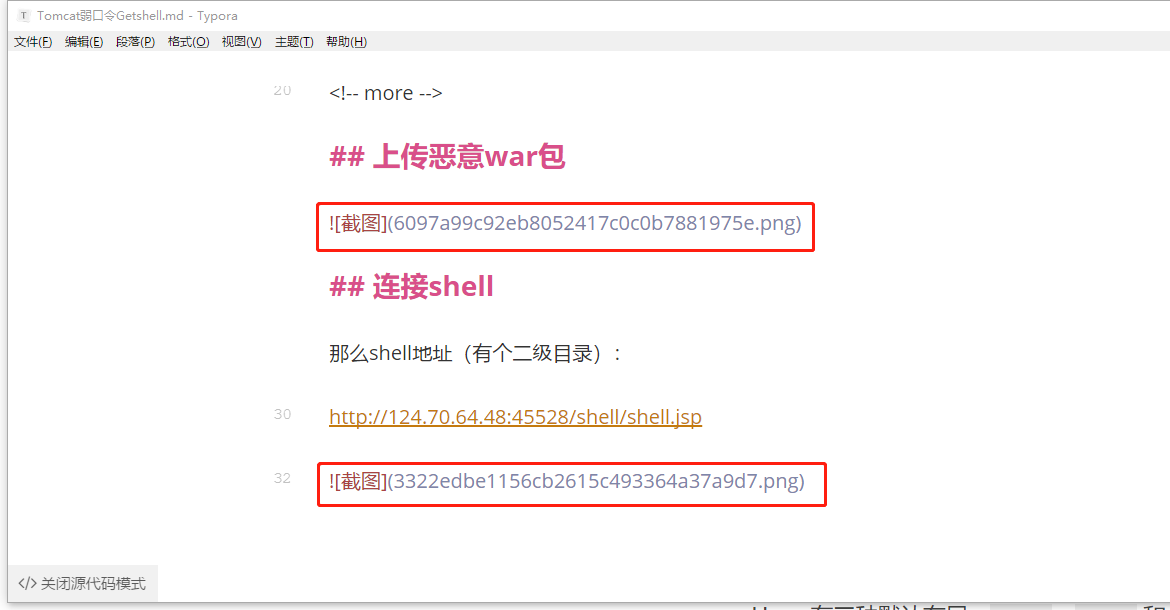 T Tomcat弱口令Getshell.md - Typora
文件(F) 编辑(E) 段落(P) 格式(O) 视图(V) 主题(T) 帮助(H)
20 <!-- more -->
## 上传恶意war包
![截图](6097a99c92eb8052417c0c0b7881975e.png)
## 连接shell
那么shell地址（有个二级目录）：
30 http://124.70.64.48:45528/shell/shell.jsp
32 ![截图](3322edbe1156cb2615c493364a37a9d7.png)
</> 关闭源代码模式